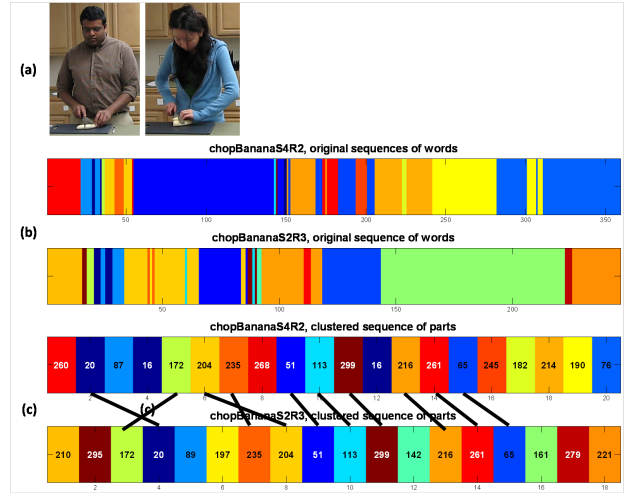 (a)
chopBananaS4R2, original sequences of words
50 100 150 200 250 300 350
(b)
chopBananaS2R3, original sequence of words
50 100 150 200
chopBananaS4R2, clustered sequence of parts
260 20 87 16 172 204 235 268 51 113 299 16 216 261 65 245 182 214 190 76
2 4 6 8 10 12 14 16 18 20
(c) (c)
chopBananaS2R3, clustered sequence of parts
210 295 172 20 89 197 235 204 51 113 299 142 216 261 65 161 279 221
2 4 6 8 10 12 14 16 18